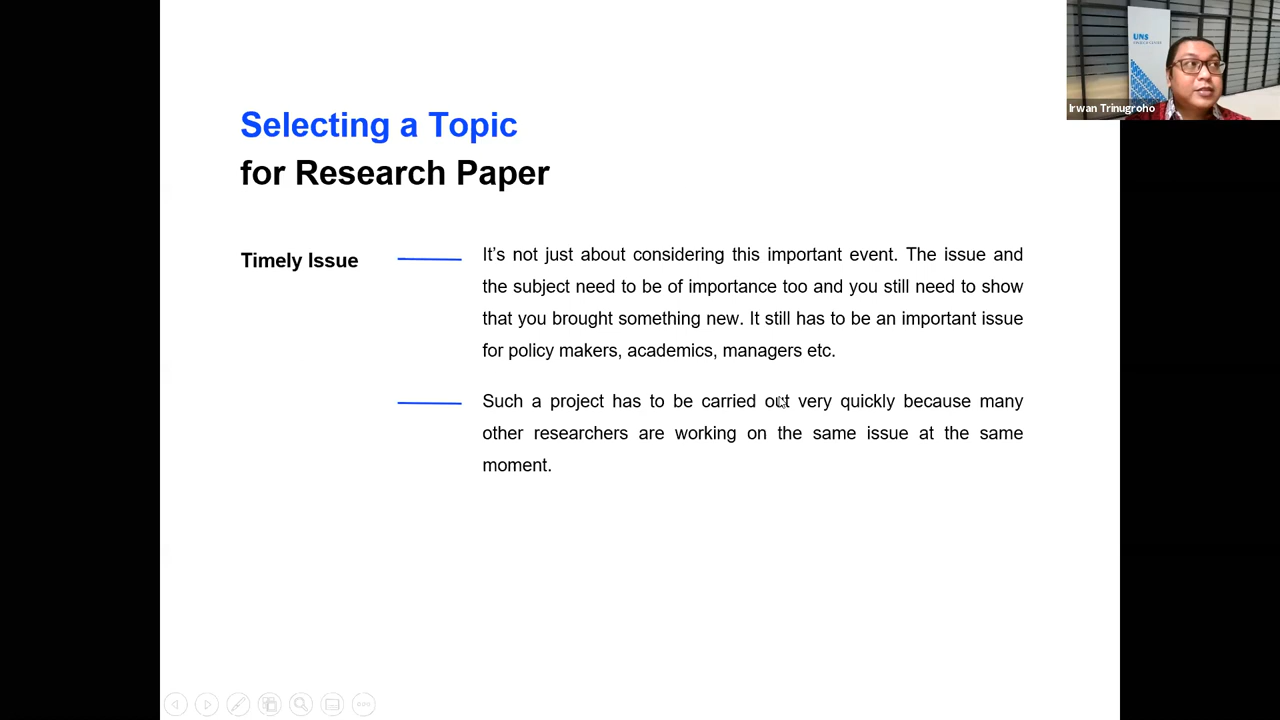 Selecting a Topic
for Research Paper
Timely Issue
It's not just about considering this important event. The issue and
the subject need to be of importance too and you still need to show
that you brought something new. It still has to be an important issue
for policy makers, academics, managers etc.
Such a project has to be carried out very quickly because many
other researchers are working on the same issue at the same
moment.
UNS
Irwan Trinugroho